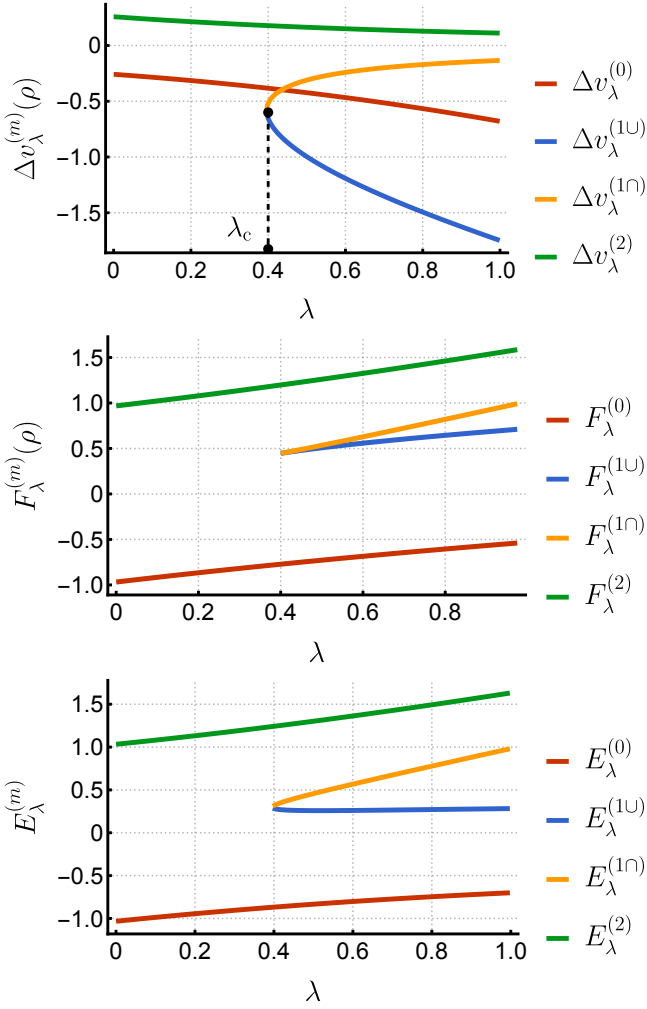 Δv_λ^(m)(ρ)
0
−0.5
−1.0
−1.5
λ_c
0 0.2 0.4 0.6 0.8 1.0
λ
Δv_λ^(0)
Δv_λ^(1∪)
Δv_λ^(1∩)
Δv_λ^(2)
F_λ^(m)(ρ)
1.5
1.0
0.5
0
−0.5
−1.0
0 0.2 0.4 0.6 0.8
λ
F_λ^(0)
F_λ^(1∪)
F_λ^(1∩)
F_λ^(2)
E_λ^(m)
1.5
1.0
0.5
0
−0.5
−1.0
0 0.2 0.4 0.6 0.8 1.0
λ
E_λ^(0)
E_λ^(1∪)
E_λ^(1∩)
E_λ^(2)